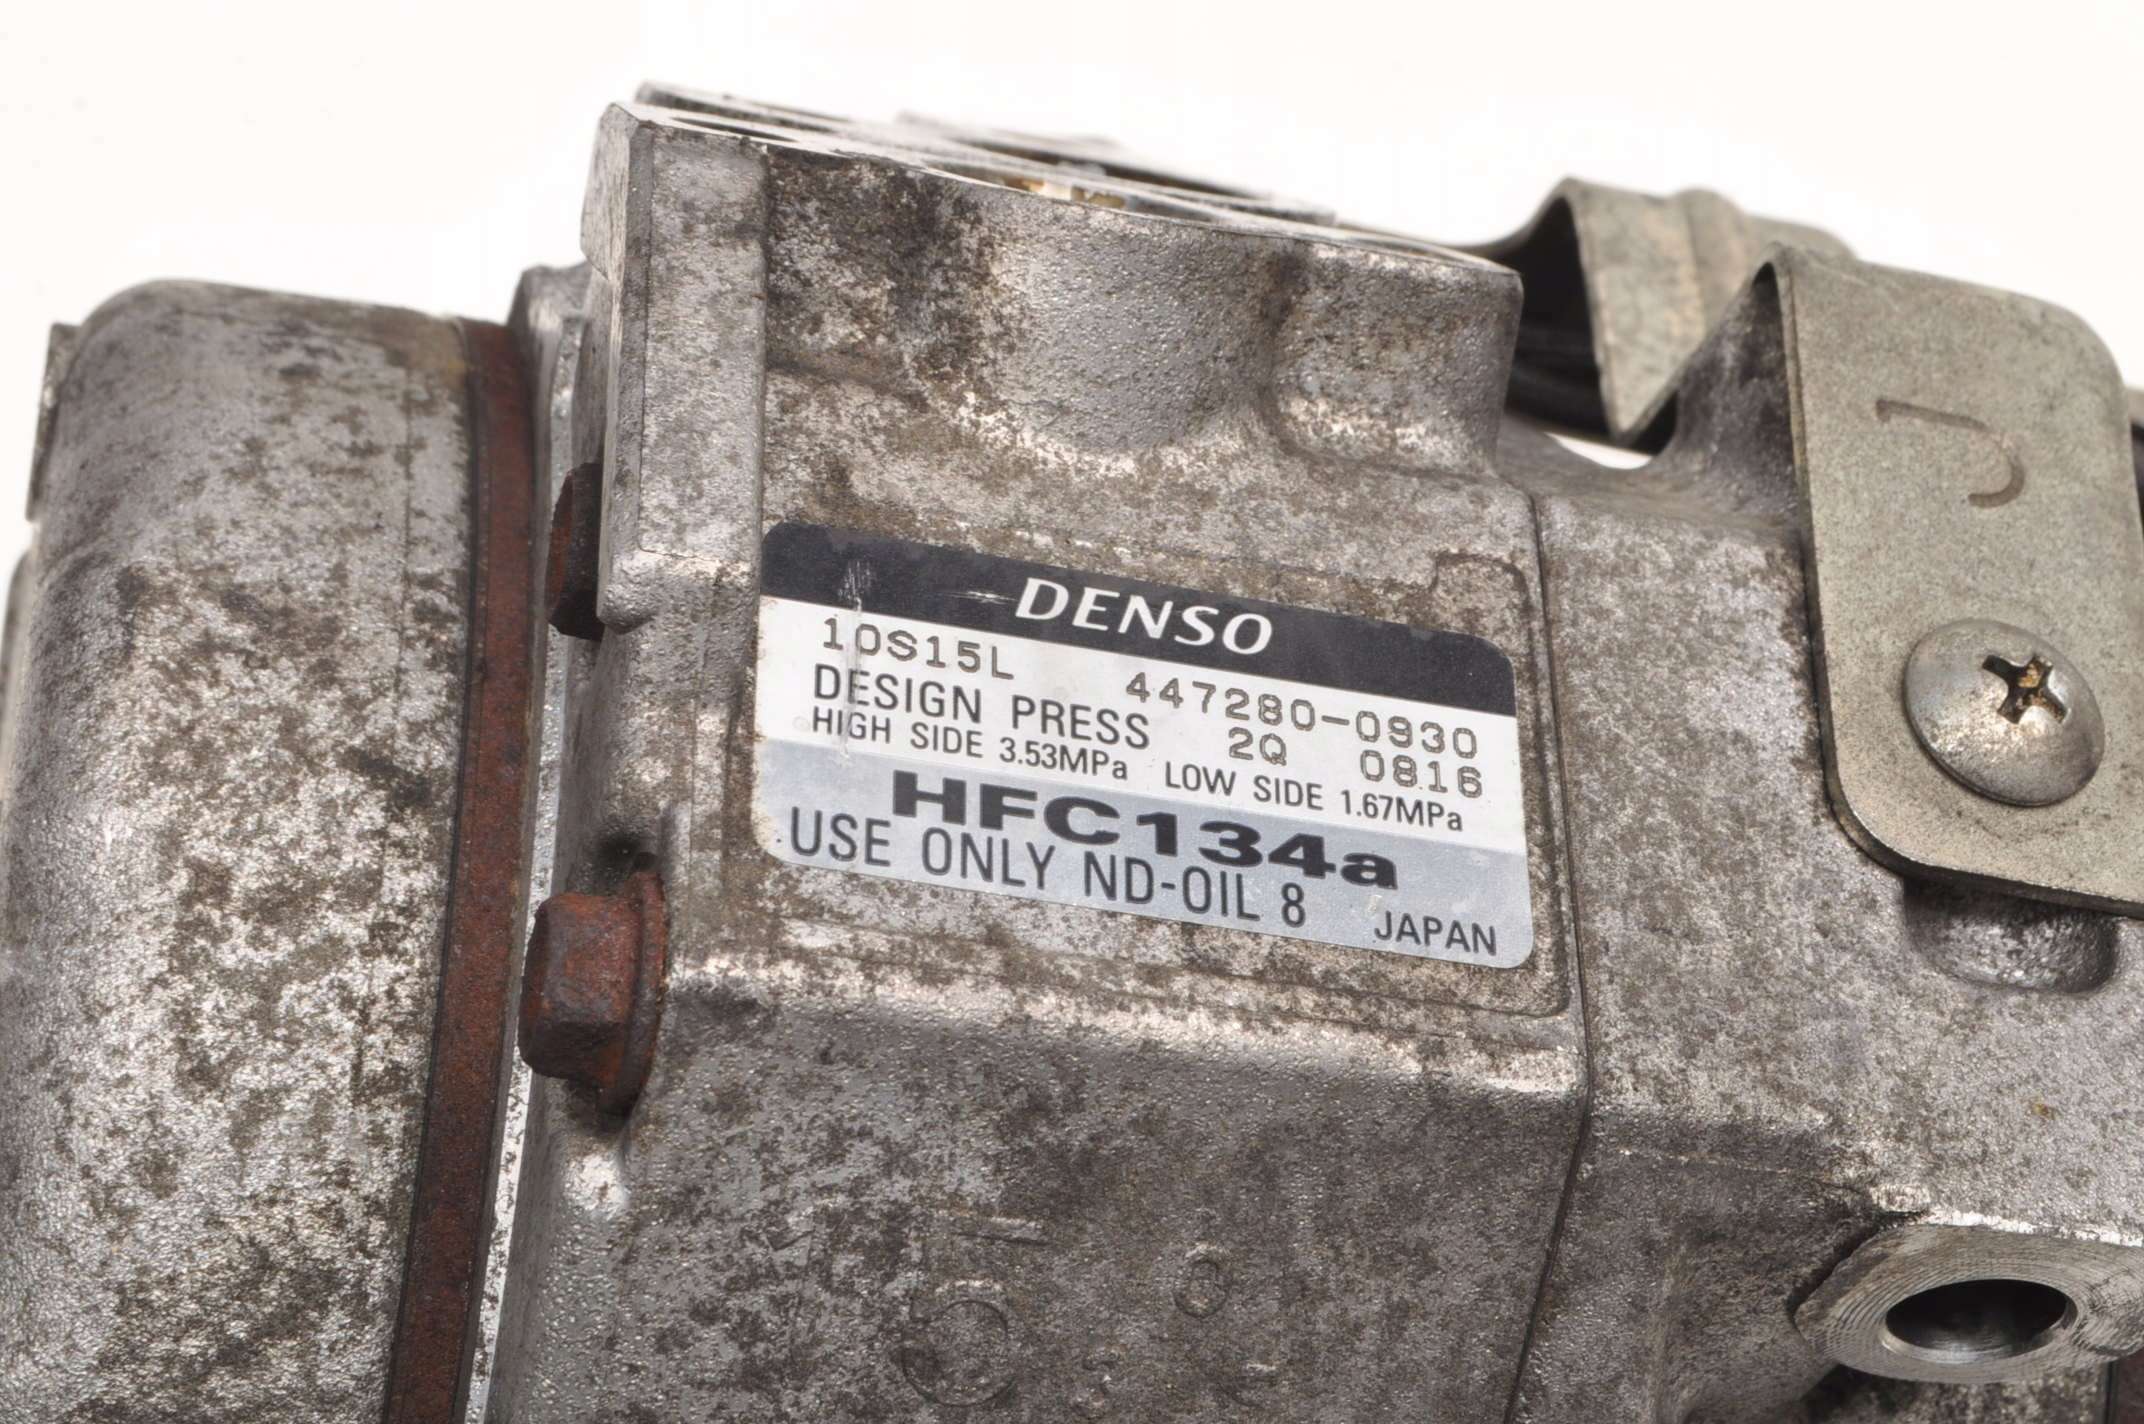 DENSO
10S15L 447280-0930
DESIGN PRESS 2Q 0816
HIGH SIDE 3.53MPa LOW SIDE 1.67MPa
HFC134a
USE ONLY ND-OIL 8 JAPAN